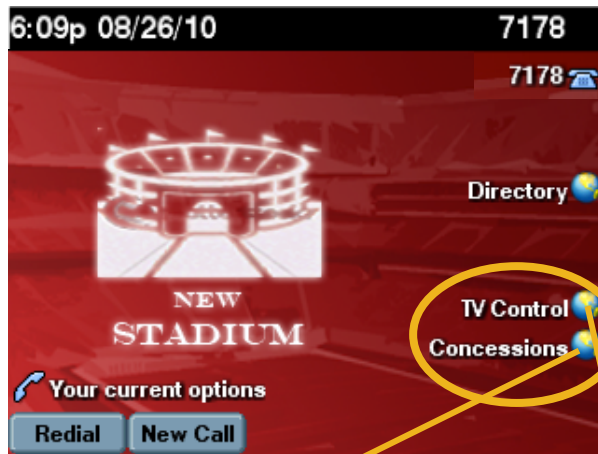 6:09p 08/26/10 7178
7178
Directory
NEW
STADIUM
TV Control
Concessions
Your current options
Redial New Call